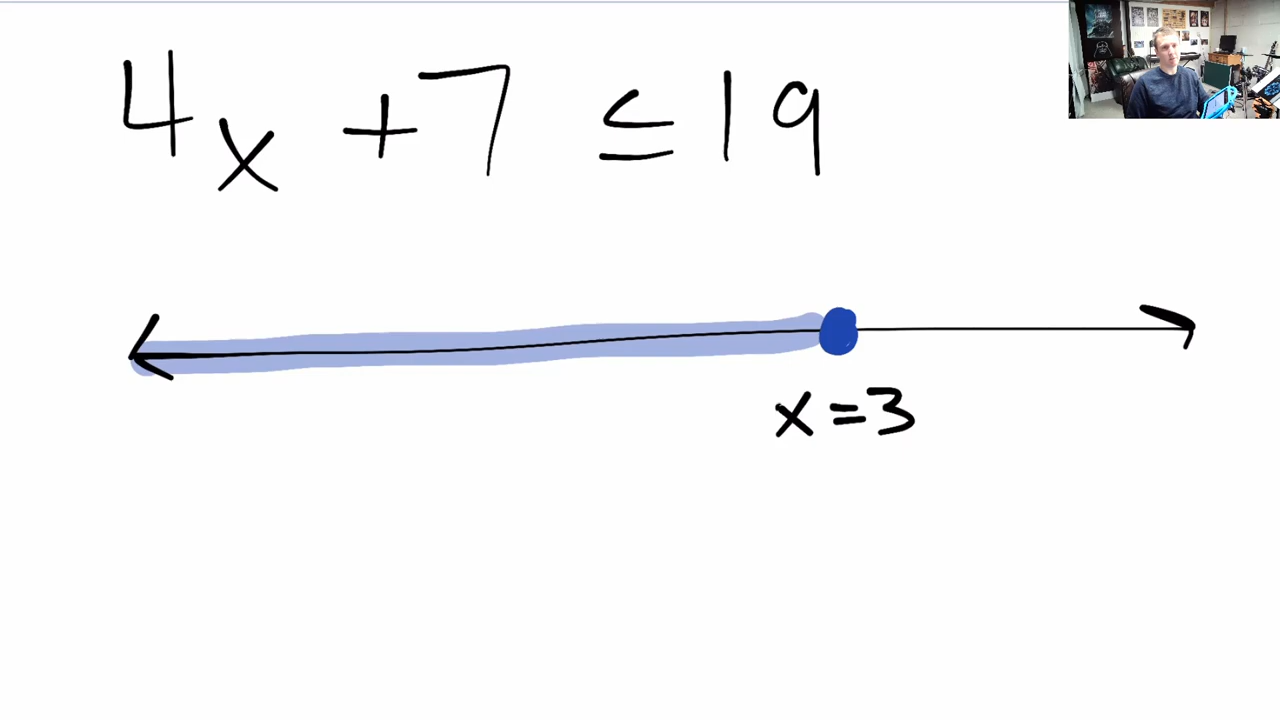 4x + 7 ≤ 19
x = 3